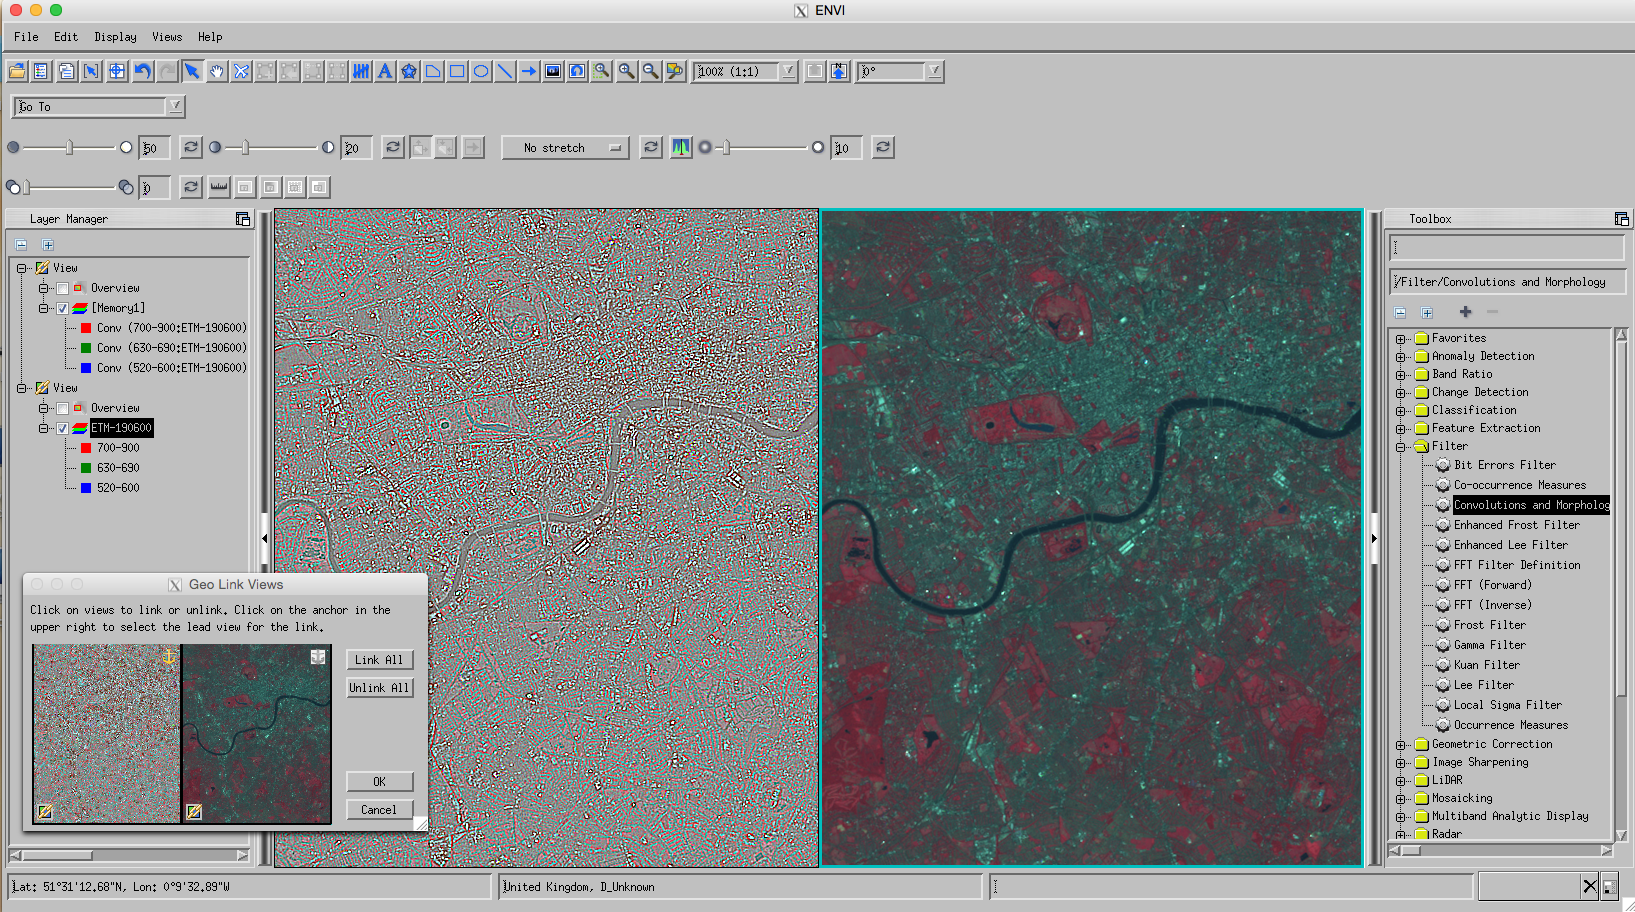 ENVI
File Edit Display Views Help
100% (1:1)
0°
Go To
50
20
No stretch
10
0
Layer Manager
View
Overview
[Memory1]
Conv (700-900:ETM-190600)
Conv (630-690:ETM-190600)
Conv (520-600:ETM-190600)
View
Overview
ETM-190600
700-900
630-690
520-600
Geo Link Views
Click on views to link or unlink. Click on the anchor in the
upper right to select the lead view for the link.
Link All
Unlink All
OK
Cancel
Toolbox
/Filter/Convolutions and Morphology
Favorites
Anomaly Detection
Band Ratio
Change Detection
Classification
Feature Extraction
Filter
Bit Errors Filter
Co-occurrence Measures
Convolutions and Morpholog
Enhanced Frost Filter
Enhanced Lee Filter
FFT Filter Definition
FFT (Forward)
FFT (Inverse)
Frost Filter
Gamma Filter
Kuan Filter
Lee Filter
Local Sigma Filter
Occurrence Measures
Geometric Correction
Image Sharpening
LiDAR
Mosaicking
Multiband Analytic Display
Radar
Lat: 51°31'12.68"N, Lon: 0°9'32.89"W
United Kingdom, D_Unknown